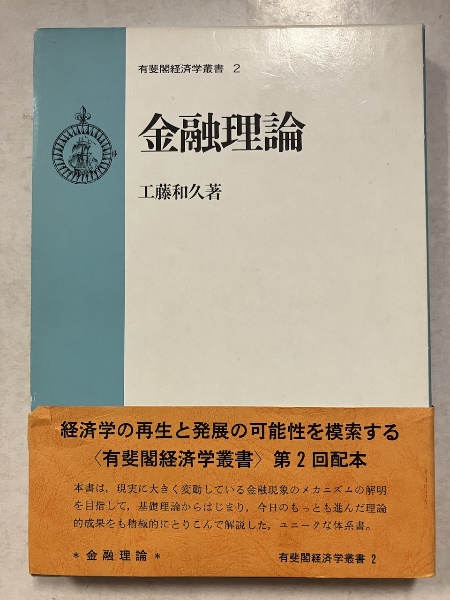 有斐閣経済学叢書 2
金融理論
工藤和久著
経済学の再生と発展の可能性を模索する
〈有斐閣経済学叢書〉第2回配本
本書は、現実に大きく変動している金融現象のメカニズムの解明
を目指して、基礎理論からはじまり、今日のもっとも進んだ理論
的成果をも積極的にとりこんで解説した、ユニークな体系書。
*金融理論*
有斐閣経済学叢書 2